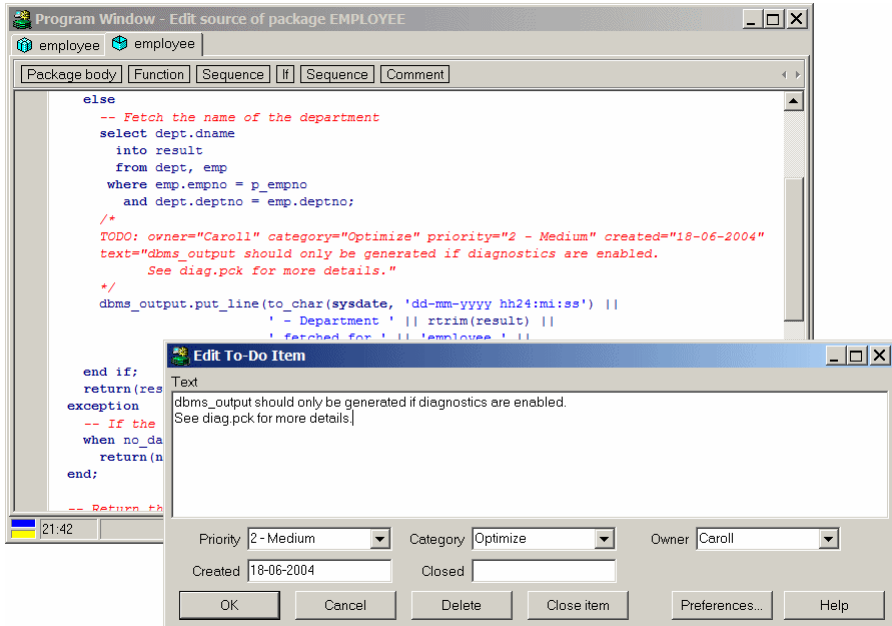 Program Window - Edit source of package EMPLOYEE
employee employee
Package body Function Sequence If Sequence Comment
else
-- Fetch the name of the department
select dept.dname
into result
from dept, emp
where emp.empno = p_empno
and dept.deptno = emp.deptno;
/*
TODO: owner="Caroll" category="Optimize" priority="2 - Medium" created="18-06-2004"
text="dbms_output should only be generated if diagnostics are enabled.
See diag.pck for more details."
*/
dbms_output.put_line(to_char(sysdate, 'dd-mm-yyyy hh24:mi:ss') ||
' - Department ' || rtrim(result) ||
' fetched for ' || 'employee ' ||
end if;
return(res
exception
-- If the
when no_da
return(n
end;
-- Return th
21:42
Edit To-Do Item
Text
dbms_output should only be generated if diagnostics are enabled.
See diag.pck for more details.
Priority 2 - Medium Category Optimize Owner Caroll
Created 18-06-2004 Closed
OK Cancel Delete Close item Preferences... Help